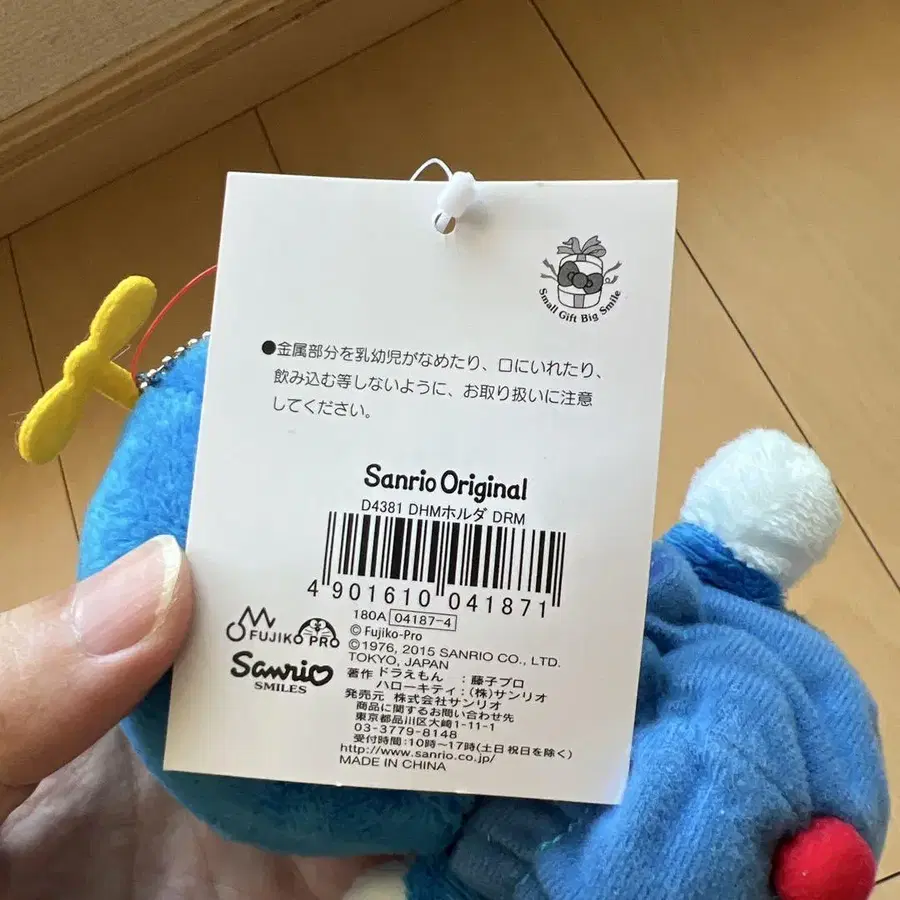 Small Gift Big Smile
●金属部分を乳幼児がなめたり、口にいれたり、
飲み込む等しないように、お取り扱いに注意
してください。
Sanrio Original
D4381 DHMホルダ DRM
4 901610 041871
180A 04187-4
FUJIKO PRO
© Fujiko-Pro
©1976, 2015 SANRIO CO., LTD.
TOKYO, JAPAN
Sanrio
SMILES
著作 ドラえもん :藤子プロ
ハローキティ:(株)サンリオ
発売元 株式会社サンリオ
商品に関するお問い合わせ先
東京都品川区大崎1-11-1
03-3779-8148
受付時間:10時~17時(土日祝日を除く)
http://www.sanrio.co.jp/
MADE IN CHINA